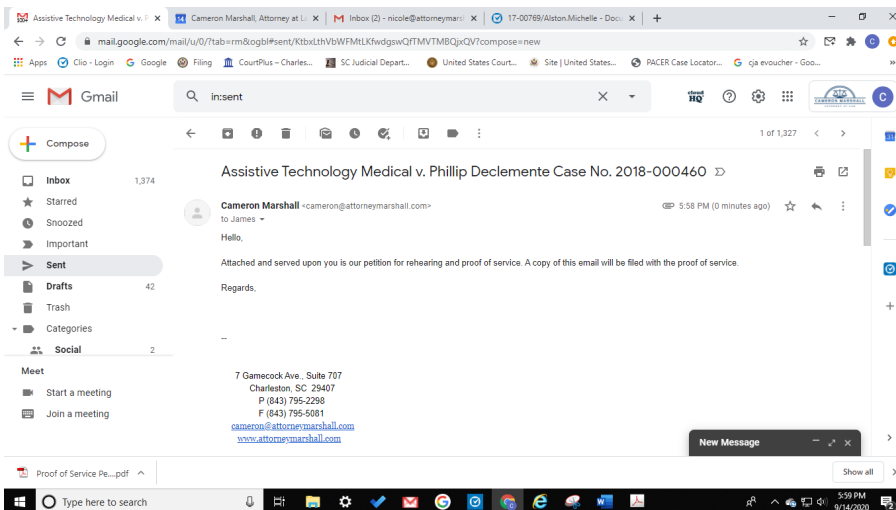 Assistive Technology Medical v. P
Cameron Marshall, Attorney at La
Inbox (2) - nicole@attorneymars
17-00769/Alston.Michelle - Docu
mail.google.com/mail/u/0/?tab=rm&ogbl#sent/KtbxLthVbWFMtLKfwdgswQfTMVTMBQjxQV?compose=new
Apps Clio - Login Google Filing CourtPlus – Charles... SC Judicial Depart... United States Court... Site | United States... PACER Case Locator... cja evoucher - Goo...
Gmail
in:sent
cloud HQ
CAMERON MARSHALL
C
Compose
1 of 1,327
Inbox 1,374
Starred
Snoozed
Important
Sent
Drafts 42
Trash
Categories
Social 2
Meet
Start a meeting
Join a meeting
Assistive Technology Medical v. Phillip Declemente Case No. 2018-000460
Cameron Marshall <cameron@attorneymarshall.com>
5:58 PM (0 minutes ago)
to James
Hello,
Attached and served upon you is our petition for rehearing and proof of service. A copy of this email will be filed with the proof of service.
Regards,
--
7 Gamecock Ave., Suite 707
Charleston, SC 29407
P (843) 795-2298
F (843) 795-5081
cameron@attorneymarshall.com
www.attorneymarshall.com
New Message
Proof of Service Pe....pdf
Show all
Type here to search
5:59 PM
9/14/2020